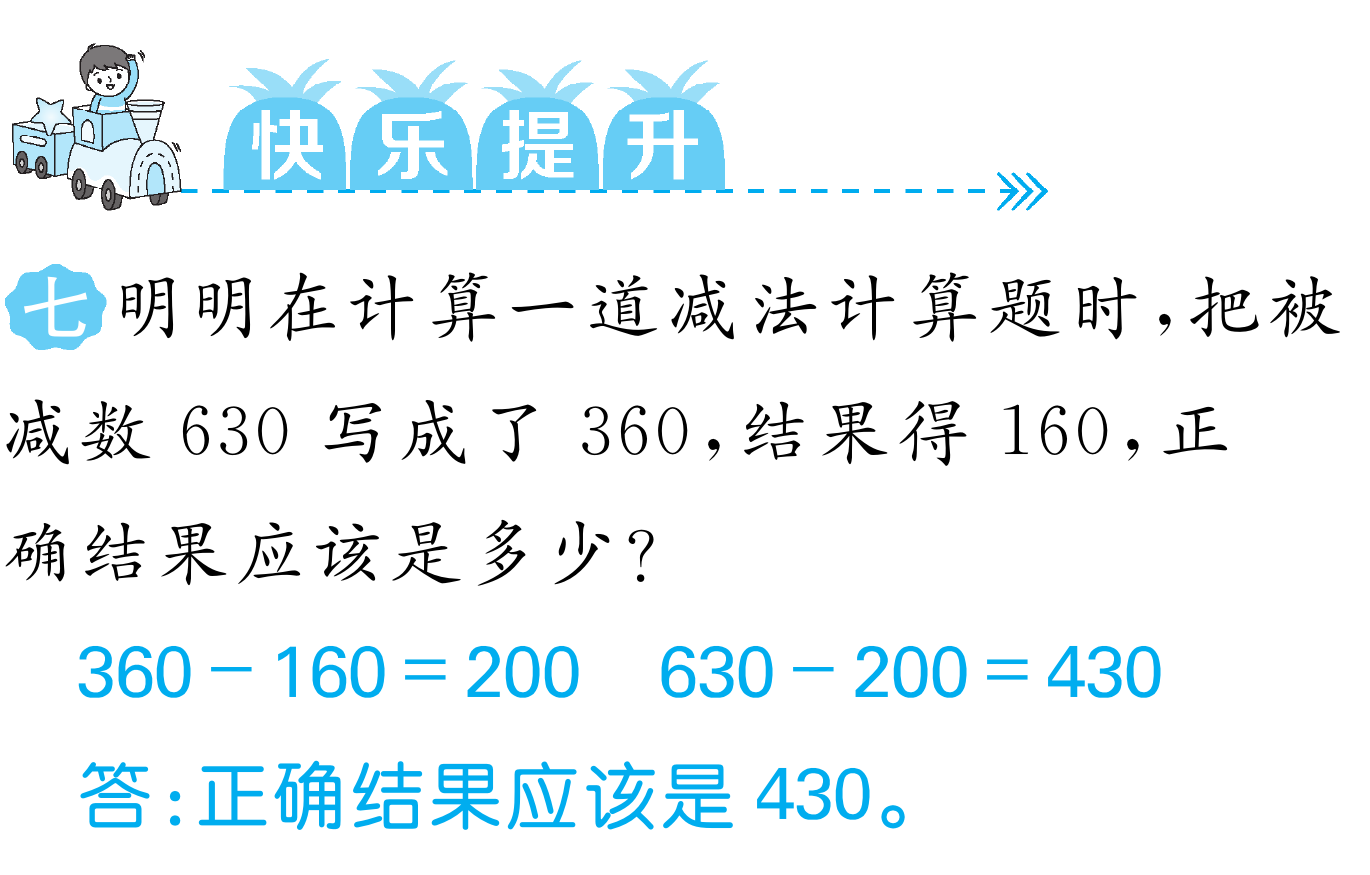 快乐提升
七 明明在计算一道减法计算题时,把被
减数 630 写成了 360,结果得 160,正
确结果应该是多少?
360-160=200 630-200=430
答:正确结果应该是 430。